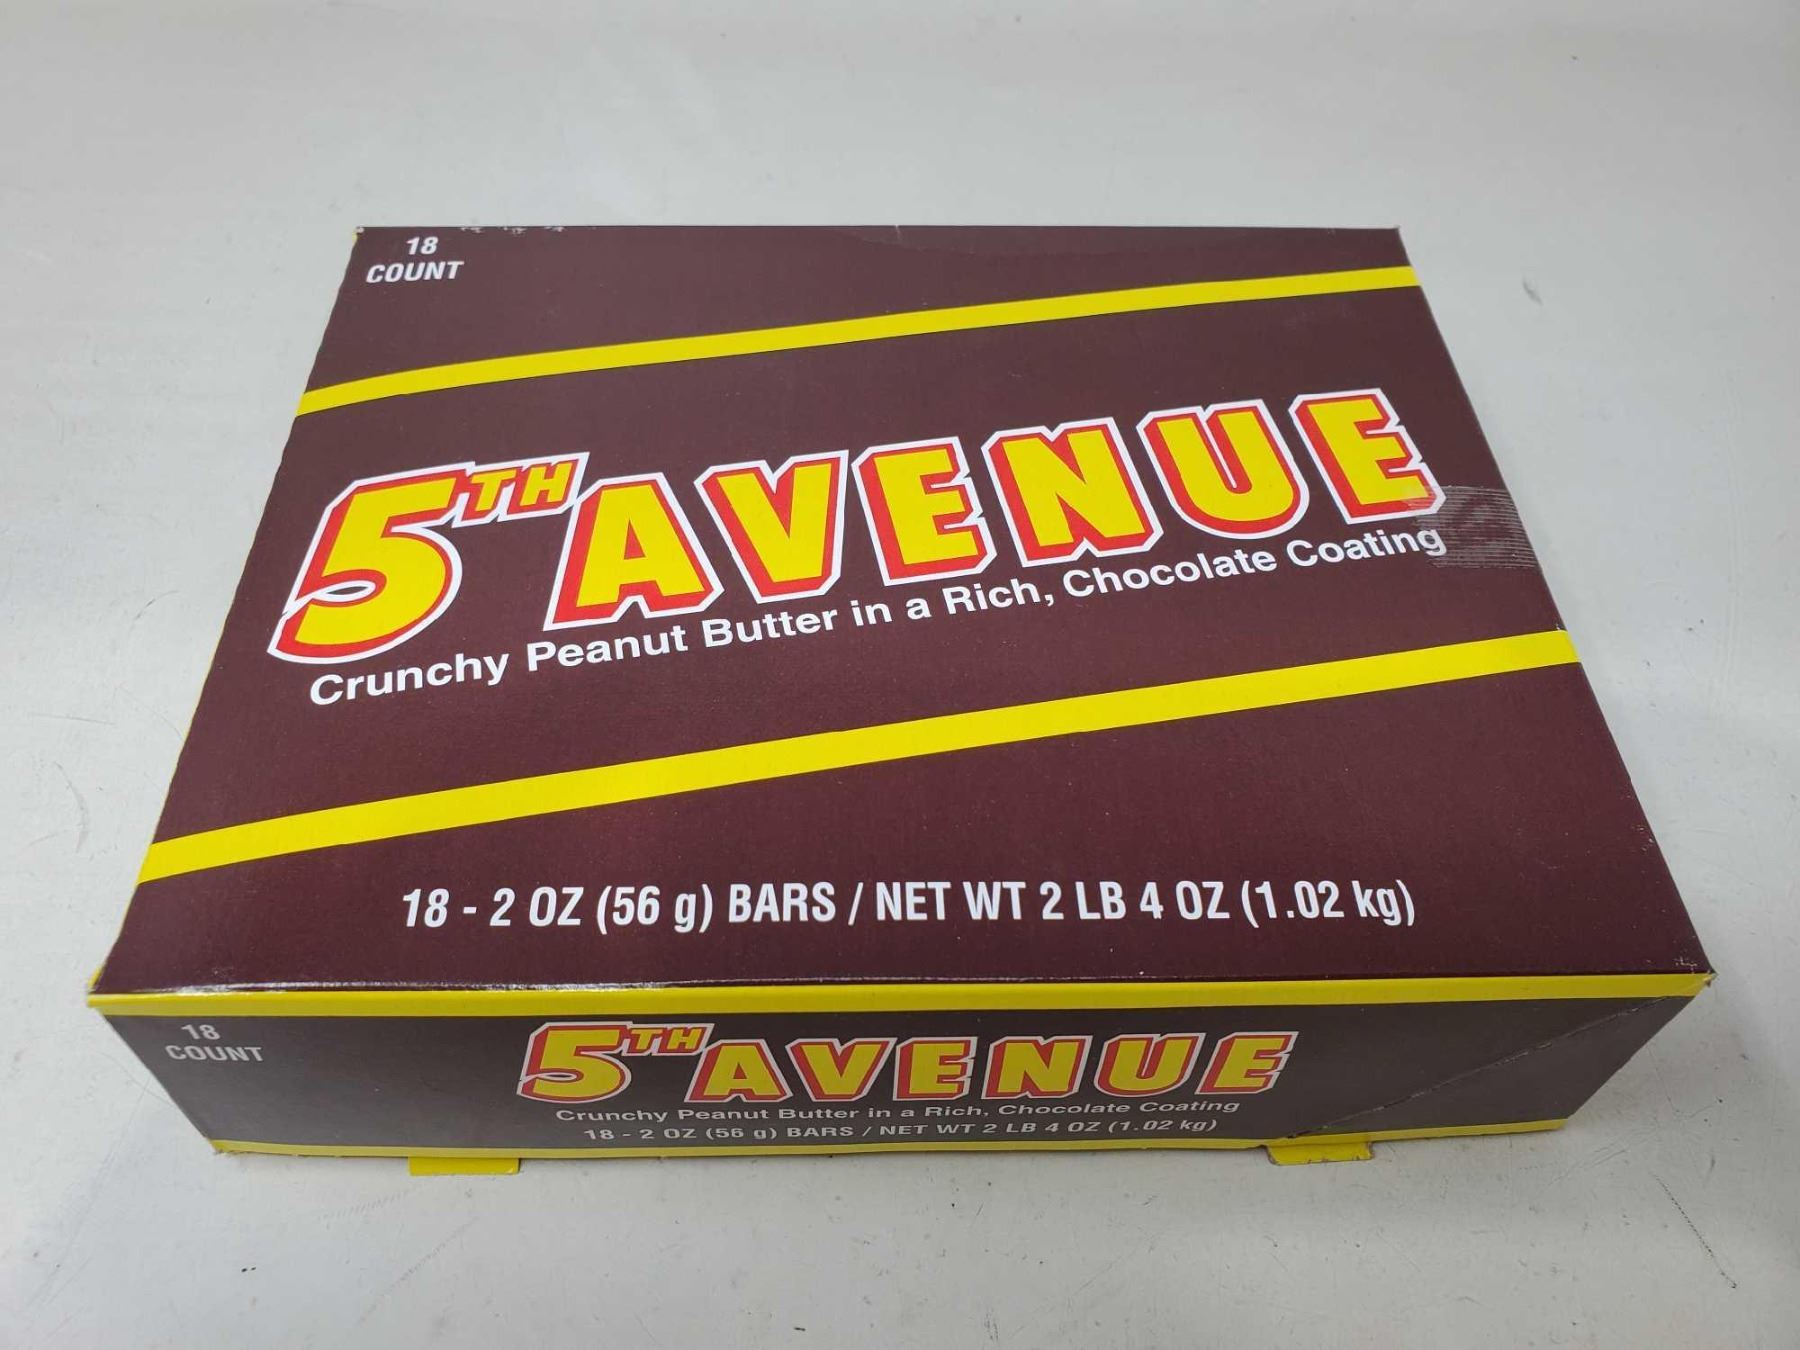 18
COUNT
5TH AVENUE
Crunchy Peanut Butter in a Rich, Chocolate Coating
18 - 2 OZ (56 g) BARS / NET WT 2 LB 4 OZ (1.02 kg)
18
COUNT
5TH AVENUE
Crunchy Peanut Butter in a Rich, Chocolate Coating
18 - 2 OZ (56 g) BARS / NET WT 2 LB 4 OZ (1.02 kg)